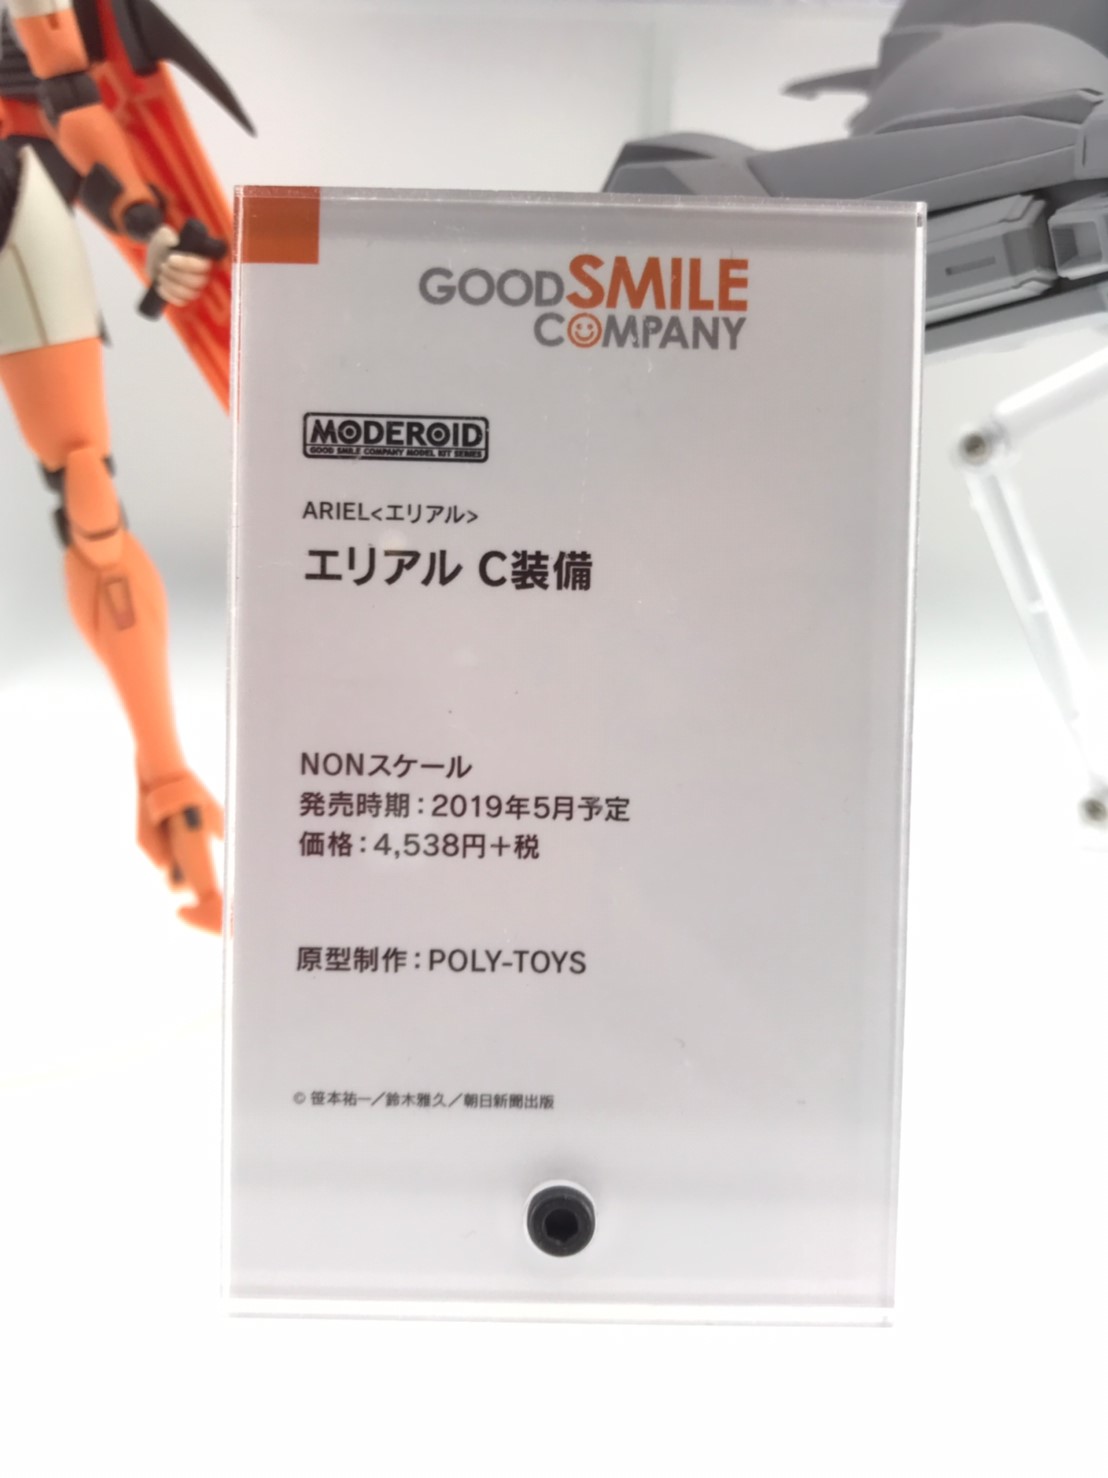 GOOD SMILE
COMPANY
MODEROID
GOOD SMILE COMPANY MODEL KIT SERIES
ARIEL<エリアル>
エリアル C装備
NONスケール
発売時期：2019年5月予定
価格：4,538円＋税
原型制作：POLY-TOYS
© 笹本祐一／鈴木雅久／朝日新聞出版